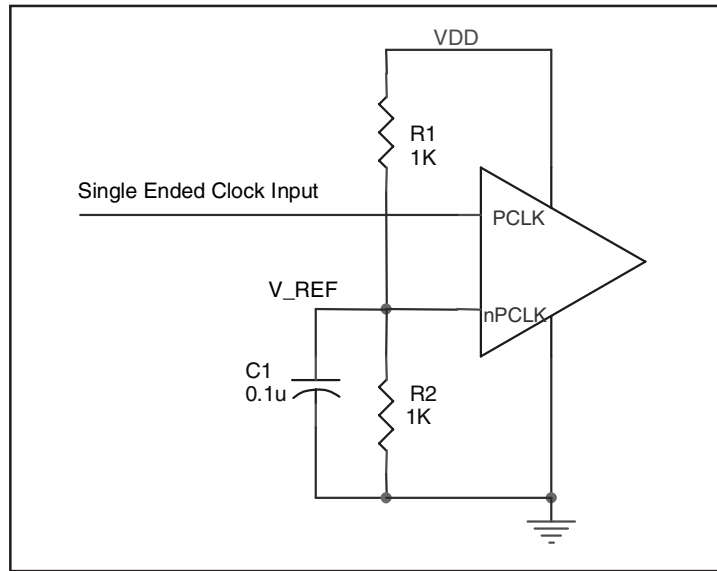 VDD
R1
1K
Single Ended Clock Input
PCLK
V_REF
nPCLK
C1
0.1u
R2
1K